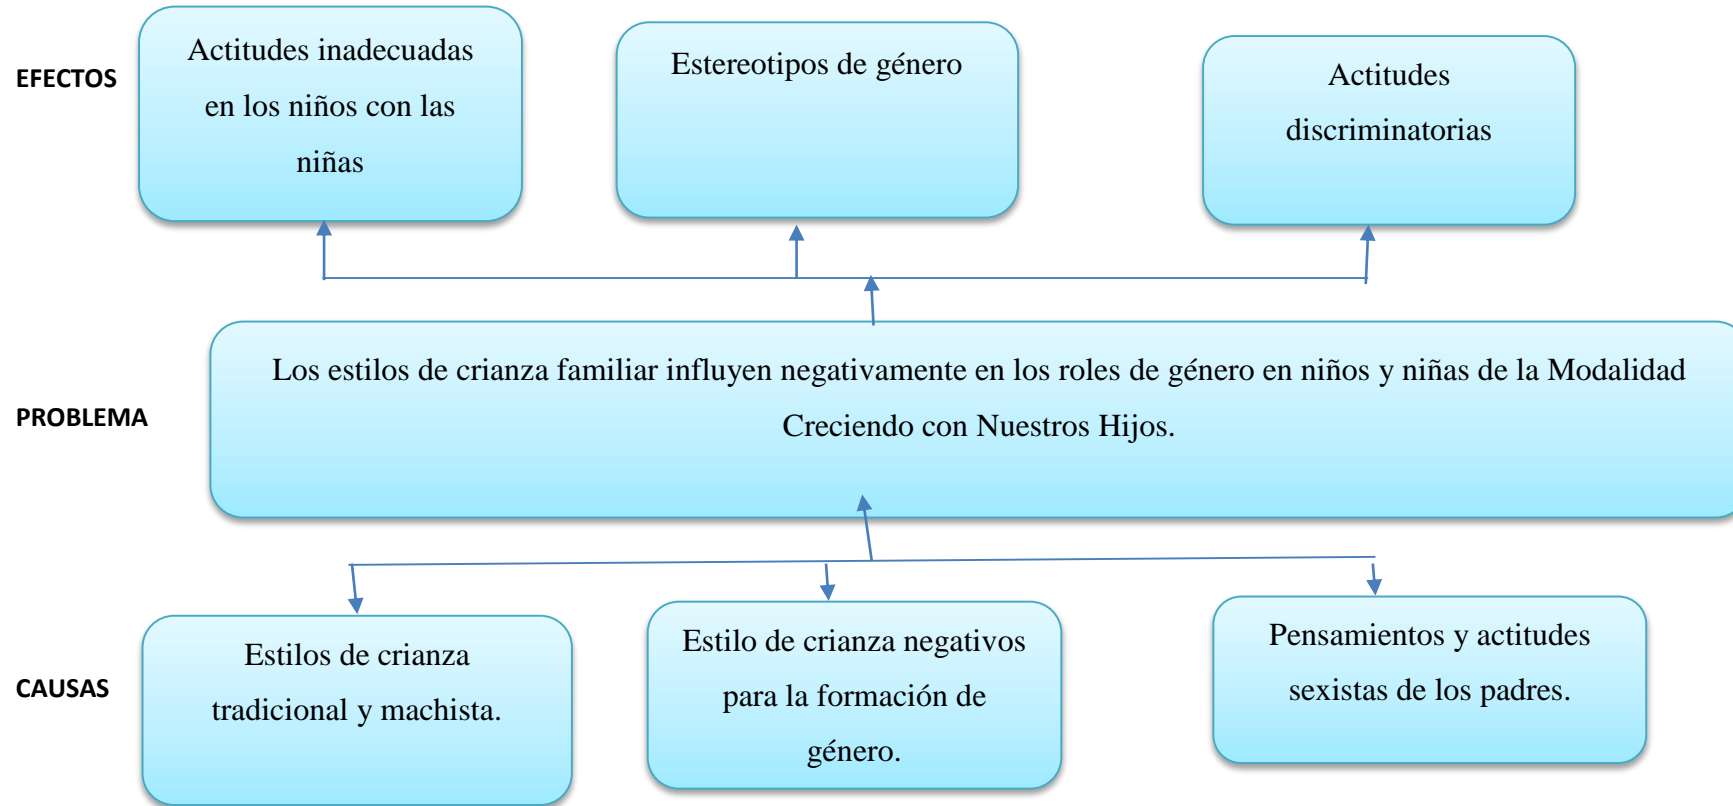 EFECTOS
Actitudes inadecuadas
en los niños con las
niñas
Estereotipos de género
Actitudes
discriminatorias
PROBLEMA
Los estilos de crianza familiar influyen negativamente en los roles de género en niños y niñas de la Modalidad
Creciendo con Nuestros Hijos.
CAUSAS
Estilos de crianza
tradicional y machista.
Estilo de crianza negativos
para la formación de
género.
Pensamientos y actitudes
sexistas de los padres.